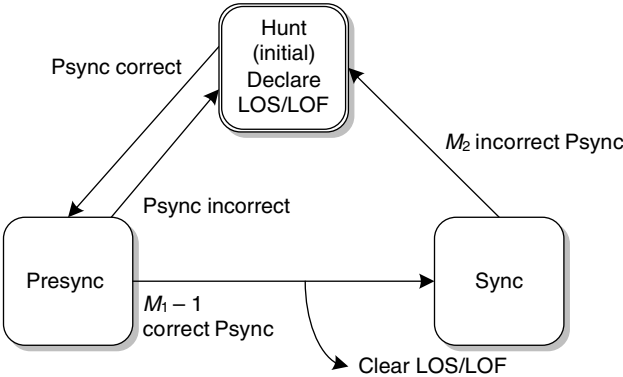 Hunt
(initial)
Declare
LOS/LOF
Psync correct
M₂ incorrect Psync
Psync incorrect
Presync
Sync
M₁ – 1
correct Psync
Clear LOS/LOF